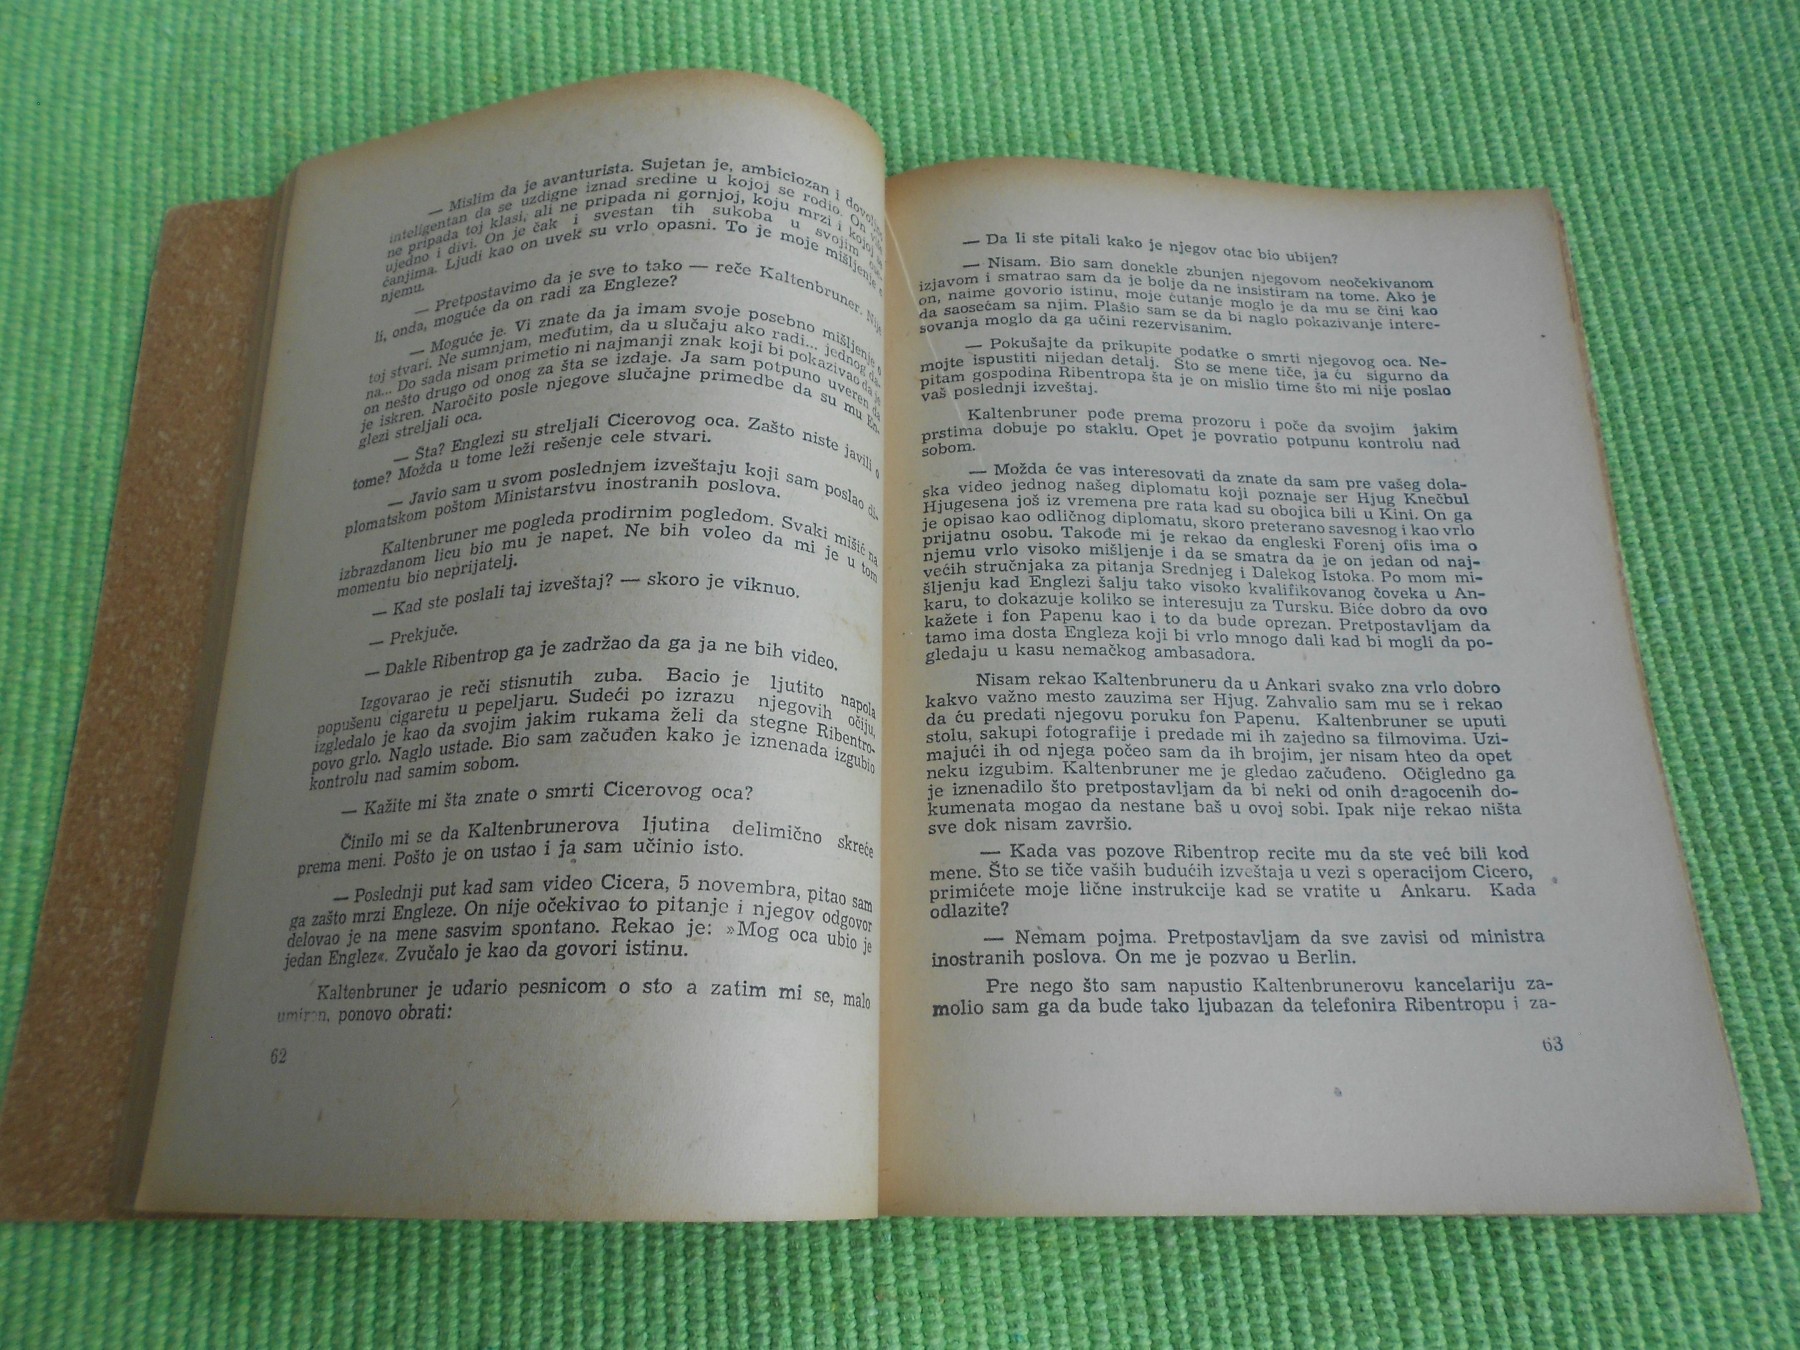 — Mislim da je avanturista. Sujetan je, ambiciozan i dovoljno
inteligentan da se uzdigne iznad sredine u kojoj se rodio. On više
ne pripada toj klasi, ali ne pripada ni gornjoj, koju mrzi i kojoj se
ujedno i divi. On je čak i svestan tih sukoba u svojim ose-
ćanjima. Ljudi kao on uvek su vrlo opasni. To je moje mišljenje o
njemu.
— Pretpostavimo da je sve to tako — reče Kaltenbruner. Nije
li, onda, moguće da on radi za Engleze?
— Moguće je. Vi znate da ja imam svoje posebno mišljenje o
toj stvari. Ne sumnjam, međutim, da u slučaju ako radi... jednog da-
na... Do sada nisam primetio ni najmanji znak koji bi pokazivao da je
on nešto drugo od onog za šta se izdaje. Ja sam potpuno uveren da
je iskren. Naročito posle njegove slučajne primedbe da su mu En-
glezi streljali oca.
— Šta? Englezi su streljali Cicerovog oca. Zašto niste javili o
tome? Možda u tome leži rešenje cele stvari.
— Javio sam u svom poslednjem izveštaju koji sam poslao di-
plomatskom poštom Ministarstvu inostranih poslova.
Kaltenbruner me pogleda prodirnim pogledom. Svaki mišić na
izbrazdanom licu bio mu je napet. Ne bih voleo da mi je u tom
momentu bio neprijatelj.
— Kad ste poslali taj izveštaj? — skoro je viknuo.
— Prekjuče.
— Dakle Ribentrop ga je zadržao da ga ja ne bih video.
Izgovarao je reči stisnutih zuba. Bacio je ljutito napola
popušenu cigaretu u pepeljaru. Sudeći po izrazu njegovih očiju,
izgledalo je kao da svojim jakim rukama želi da stegne Ribentro-
povo grlo. Naglo ustade. Bio sam začuđen kako je iznenada izgubio
kontrolu nad samim sobom.
— Kažite mi šta znate o smrti Cicerovog oca?
Činilo mi se da Kaltenbrunerova ljutina delimično skreće
prema meni. Pošto je on ustao i ja sam učinio isto.
— Poslednji put kad sam video Cicera, 5 novembra, pitao sam
ga zašto mrzi Engleze. On nije očekivao to pitanje i njegov odgovor
delovao je na mene sasvim spontano. Rekao je: »Mog oca ubio je
jedan Englez«. Zvučalo je kao da govori istinu.
Kaltenbruner je udario pesnicom o sto a zatim mi se, malo
umiren, ponovo obrati:
62
— Da li ste pitali kako je njegov otac bio ubijen?
— Nisam. Bio sam donekle zbunjen njegovom neočekivanom
izjavom i smatrao sam da je bolje da ne insistiram na tome. Ako je
on, naime govorio istinu, moje ćutanje moglo je da mu se čini kao
da saosećam sa njim. Plašio sam se da bi naglo pokazivanje intere-
sovanja moglo da ga učini rezervisanim.
— Pokušajte da prikupite podatke o smrti njegovog oca. Ne-
mojte ispustiti nijedan detalj. Što se mene tiče, ja ću sigurno da
pitam gospodina Ribentropa šta je on mislio time što mi nije poslao
vaš poslednji izveštaj.
Kaltenbruner pođe prema prozoru i poče da svojim jakim
prstima dobuje po staklu. Opet je povratio potpunu kontrolu nad
sobom.
— Možda će vas interesovati da znate da sam pre vašeg dola-
ska video jednog našeg diplomatu koji poznaje ser Hjug Knečbul
Hjugesena još iz vremena pre rata kad su obojica bili u Kini. On ga
je opisao kao odličnog diplomatu, skoro preterano savesnog i kao vrlo
prijatnu osobu. Takođe mi je rekao da engleski Forenj ofis ima o
njemu vrlo visoko mišljenje i da se smatra da je on jedan od naj-
većih stručnjaka za pitanja Srednjeg i Dalekog Istoka. Po mom mi-
šljenju kad Englezi šalju tako visoko kvalifikovanog čoveka u An-
karu, to dokazuje koliko se interesuju za Tursku. Biće dobro da ovo
kažete i fon Papenu kao i to da bude oprezan. Pretpostavljam da
tamo ima dosta Engleza koji bi vrlo mnogo dali kad bi mogli da po-
gledaju u kasu nemačkog ambasadora.
Nisam rekao Kaltenbruneru da u Ankari svako zna vrlo dobro
kakvo važno mesto zauzima ser Hjug. Zahvalio sam mu se i rekao
da ću predati njegovu poruku fon Papenu. Kaltenbruner se uputi
stolu, sakupi fotografije i predade mi ih zajedno sa filmovima. Uzi-
majući ih od njega počeo sam da ih brojim, jer nisam hteo da opet
neku izgubim. Kaltenbruner me je gledao začuđeno. Očigledno ga
je iznenadilo što pretpostavljam da bi neki od onih dragocenih do-
kumenata mogao da nestane baš u ovoj sobi. Ipak nije rekao ništa
sve dok nisam završio.
— Kada vas pozove Ribentrop recite mu da ste već bili kod
mene. Što se tiče vaših budućih izveštaja u vezi s operacijom Cicero,
primićete moje lične instrukcije kad se vratite u Ankaru. Kada
odlazite?
— Nemam pojma. Pretpostavljam da sve zavisi od ministra
inostranih poslova. On me je pozvao u Berlin.
Pre nego što sam napustio Kaltenbrunerovu kancelariju za-
molio sam ga da bude tako ljubazan da telefonira Ribentropu i za-
63